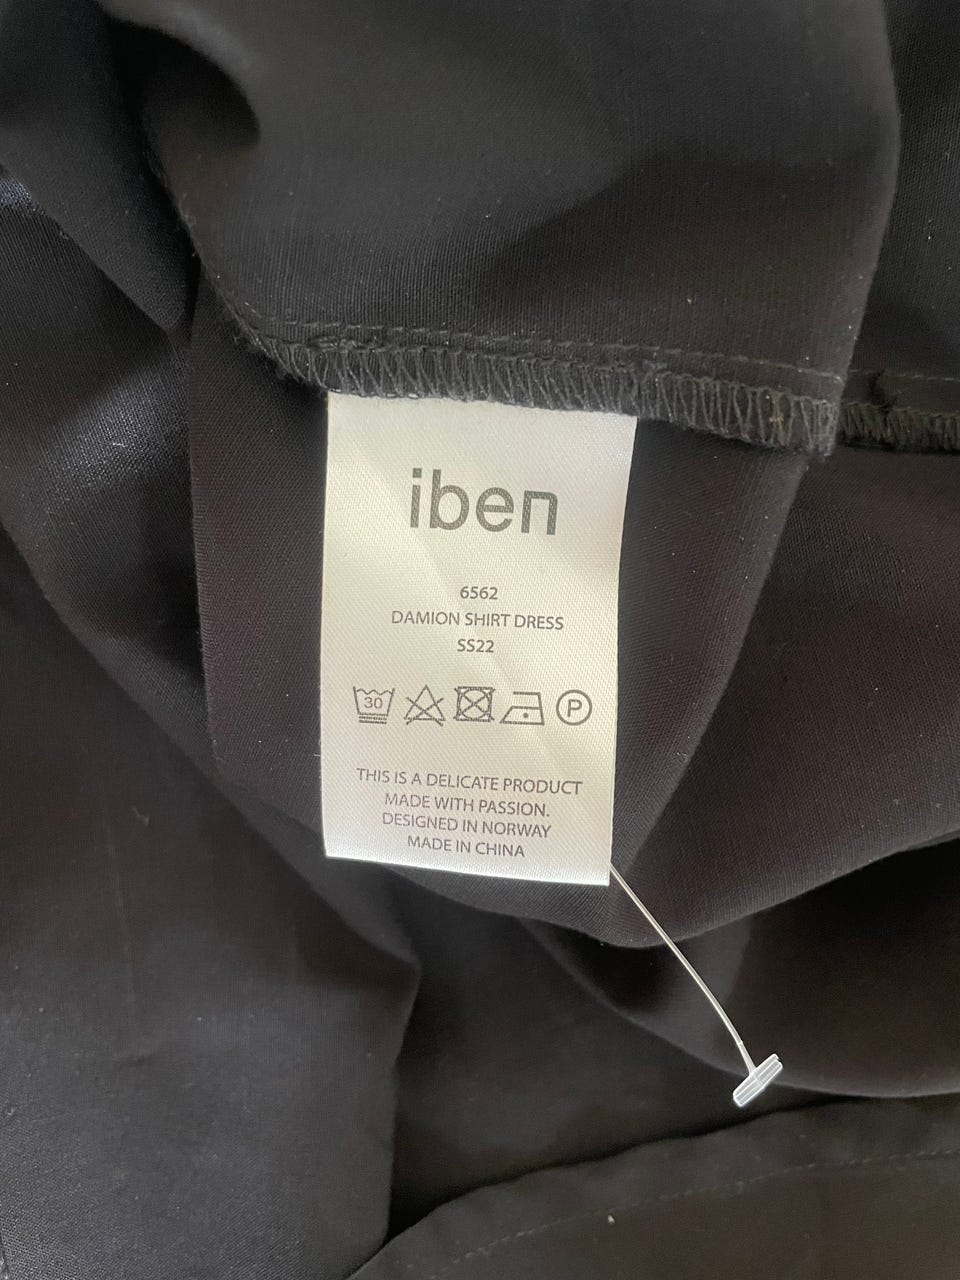 iben
6562
DAMION SHIRT DRESS
SS22
30 P
THIS IS A DELICATE PRODUCT
MADE WITH PASSION.
DESIGNED IN NORWAY
MADE IN CHINA